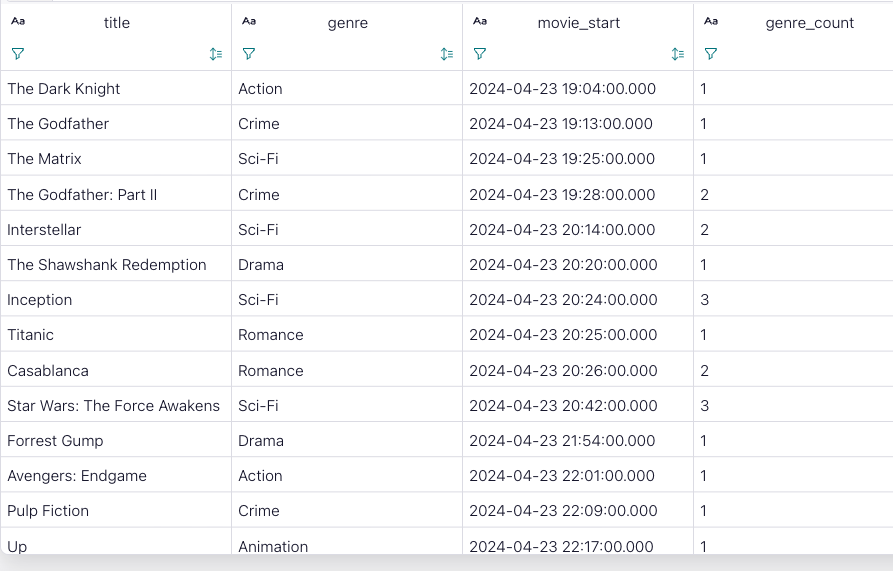 Aa title Aa genre Aa movie_start Aa genre_count
The Dark Knight Action 2024-04-23 19:04:00.000 1
The Godfather Crime 2024-04-23 19:13:00.000 1
The Matrix Sci-Fi 2024-04-23 19:25:00.000 1
The Godfather: Part II Crime 2024-04-23 19:28:00.000 2
Interstellar Sci-Fi 2024-04-23 20:14:00.000 2
The Shawshank Redemption Drama 2024-04-23 20:20:00.000 1
Inception Sci-Fi 2024-04-23 20:24:00.000 3
Titanic Romance 2024-04-23 20:25:00.000 1
Casablanca Romance 2024-04-23 20:26:00.000 2
Star Wars: The Force Awakens Sci-Fi 2024-04-23 20:42:00.000 3
Forrest Gump Drama 2024-04-23 21:54:00.000 1
Avengers: Endgame Action 2024-04-23 22:01:00.000 1
Pulp Fiction Crime 2024-04-23 22:09:00.000 1
Up Animation 2024-04-23 22:17:00.000 1